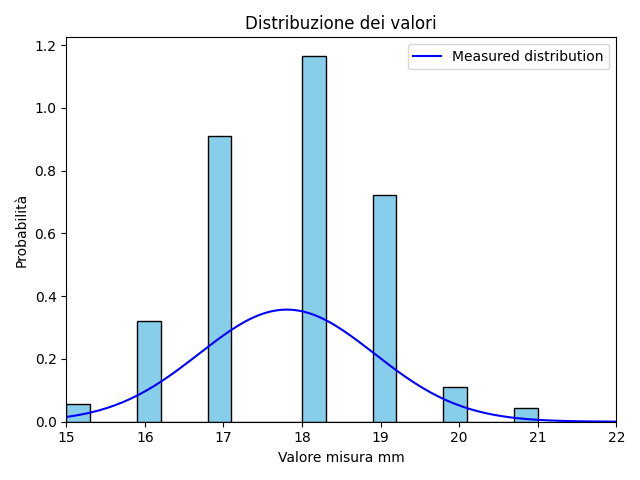 Distribuzione dei valori
Measured distribution
1.2
1.0
0.8
0.6
0.4
0.2
0.0
Probabilità
15 16 17 18 19 20 21 22
Valore misura mm